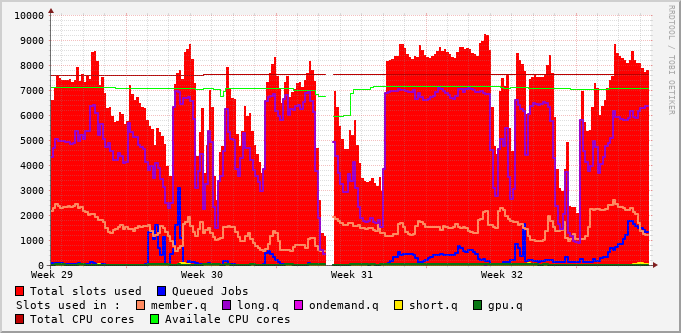 10000
9000
8000
7000
6000
5000
4000
3000
2000
1000
0
Week 29 Week 30 Week 31 Week 32
Total slots used Queued Jobs
Slots used in : member.q long.q ondemand.q short.q gpu.q
Total CPU cores Availale CPU cores
RRDTOOL / TOBI OETIKER